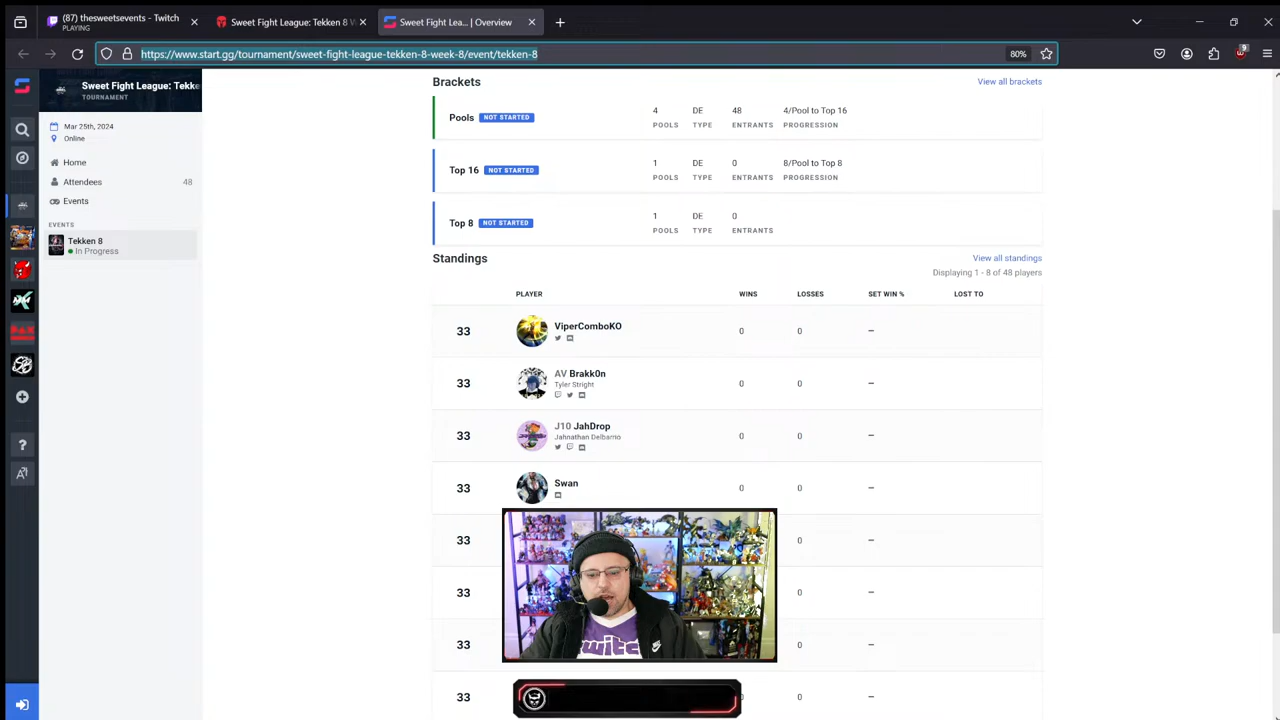 (87) thesweetsevents - Twitch
PLAYING
Sweet Fight League: Tekken 8 W
Sweet Fight Lea... | Overview
https://www.start.gg/tournament/sweet-fight-league-tekken-8-week-8/event/tekken-8
80%
9
Sweet Fight League: Tekke
TOURNAMENT
Mar 25th, 2024
Online
Home
Attendees 48
Events
EVENTS
Tekken 8
In Progress
Brackets
View all brackets
Pools NOT STARTED
4 DE 48 4/Pool to Top 16
POOLS TYPE ENTRANTS PROGRESSION
Top 16 NOT STARTED
1 DE 0 8/Pool to Top 8
POOLS TYPE ENTRANTS PROGRESSION
Top 8 NOT STARTED
1 DE 0
POOLS TYPE ENTRANTS
Standings
View all standings
Displaying 1 - 8 of 48 players
PLAYER WINS LOSSES SET WIN % LOST TO
33 ViperComboKO 0 0 –
33 AV Brakk0n 0 0 –
Tyler Stright
33 J10 JahDrop 0 0 –
Jahnathan Delbarrio
33 Swan 0 0 –
33 0 –
33 0 –
33 0 –
33 0 0 –
twitch